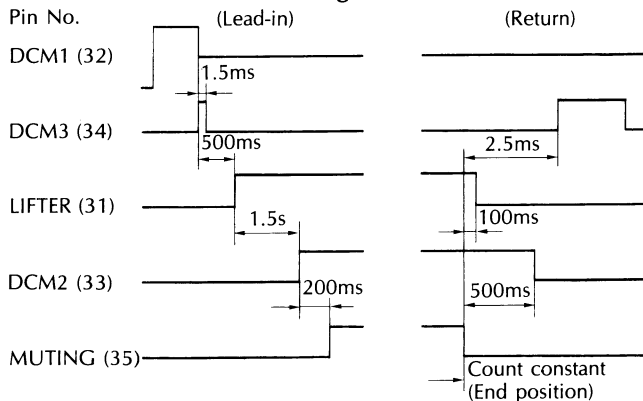 Pin No.
(Lead-in)
(Return)
DCM1 (32)
1.5ms
DCM3 (34)
500ms
2.5ms
LIFTER (31)
1.5s
100ms
DCM2 (33)
200ms
500ms
MUTING (35)
Count constant
(End position)